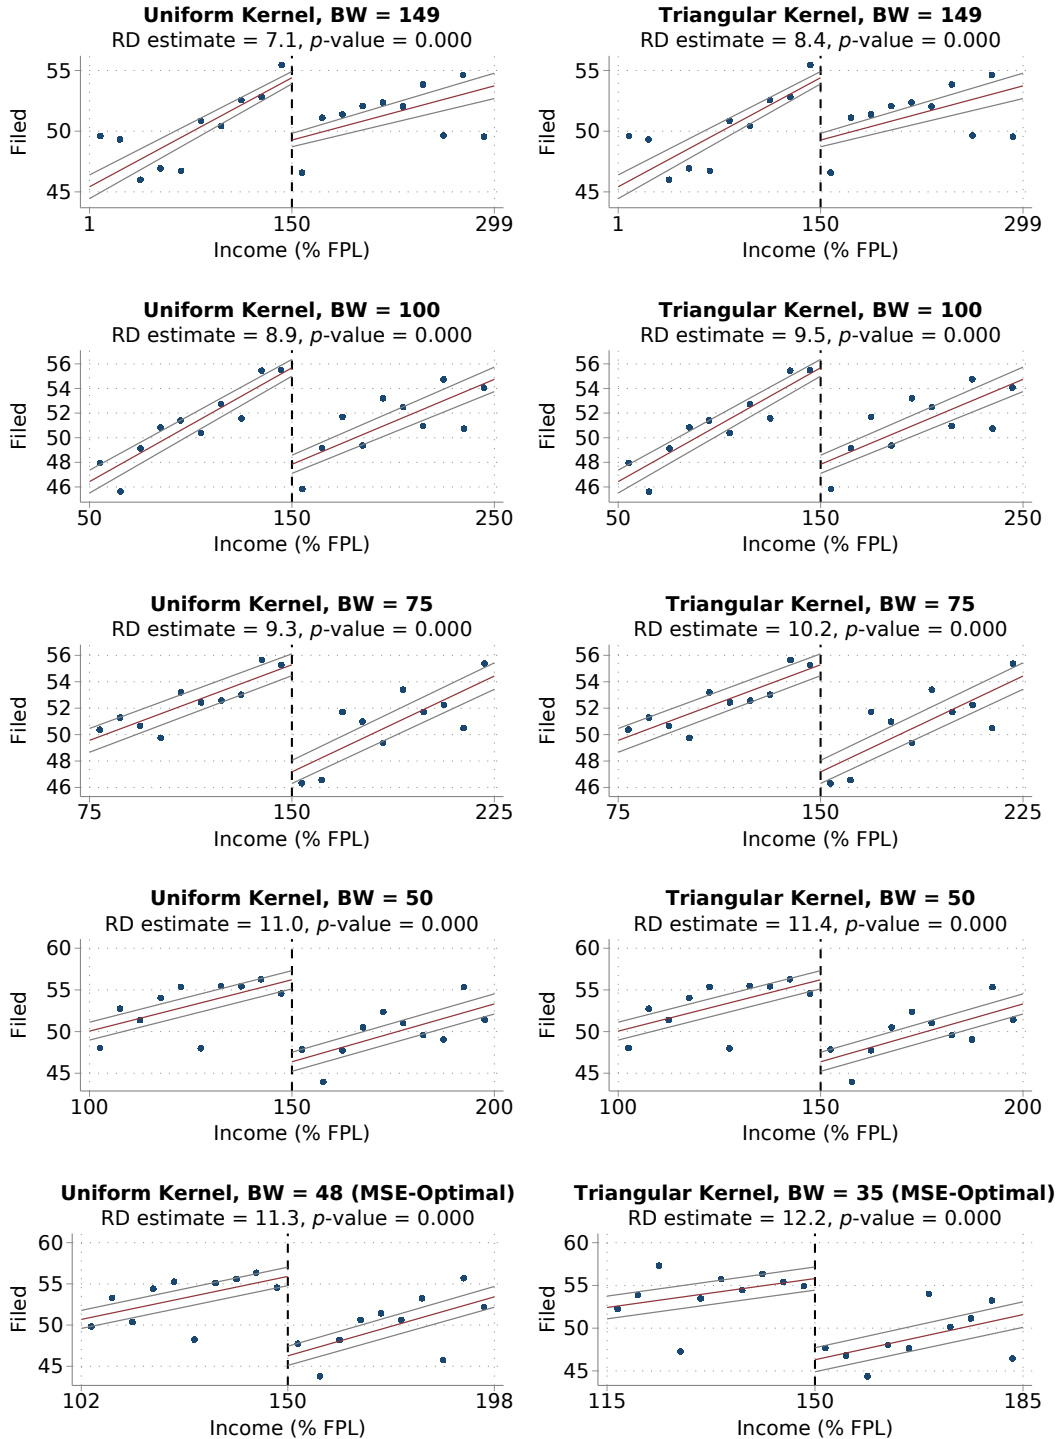 Uniform Kernel, BW = 149
RD estimate = 7.1, p-value = 0.000
55
50
45
Filed
1
150
299
Income (% FPL)
Triangular Kernel, BW = 149
RD estimate = 8.4, p-value = 0.000
55
50
45
Filed
1
150
299
Income (% FPL)
Uniform Kernel, BW = 100
RD estimate = 8.9, p-value = 0.000
56
54
52
50
48
46
Filed
50
150
250
Income (% FPL)
Triangular Kernel, BW = 100
RD estimate = 9.5, p-value = 0.000
56
54
52
50
48
46
Filed
50
150
250
Income (% FPL)
Uniform Kernel, BW = 75
RD estimate = 9.3, p-value = 0.000
56
54
52
50
48
46
Filed
75
150
225
Income (% FPL)
Triangular Kernel, BW = 75
RD estimate = 10.2, p-value = 0.000
56
54
52
50
48
46
Filed
75
150
225
Income (% FPL)
Uniform Kernel, BW = 50
RD estimate = 11.0, p-value = 0.000
60
55
50
45
Filed
100
150
200
Income (% FPL)
Triangular Kernel, BW = 50
RD estimate = 11.4, p-value = 0.000
60
55
50
45
Filed
100
150
200
Income (% FPL)
Uniform Kernel, BW = 48 (MSE-Optimal)
RD estimate = 11.3, p-value = 0.000
60
55
50
45
Filed
102
150
198
Income (% FPL)
Triangular Kernel, BW = 35 (MSE-Optimal)
RD estimate = 12.2, p-value = 0.000
60
55
50
45
Filed
115
150
185
Income (% FPL)